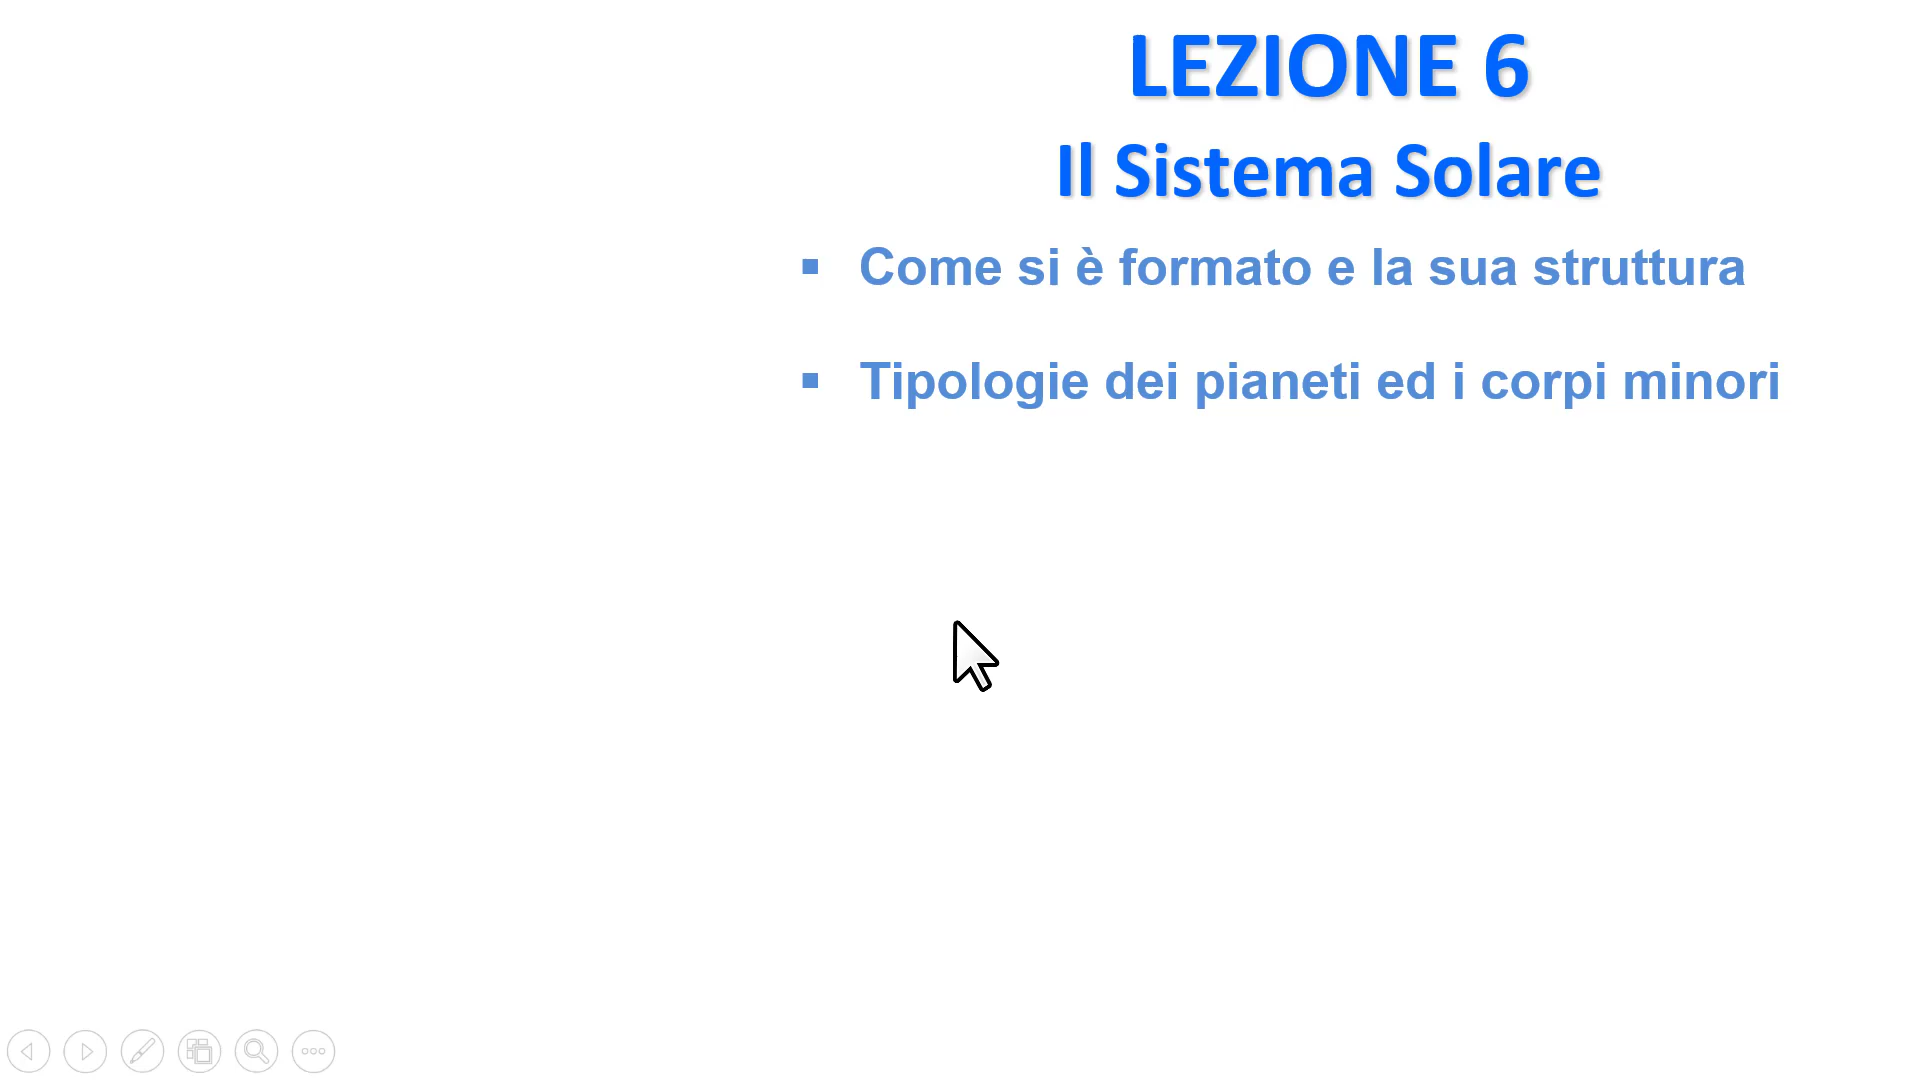 LEZIONE 6
Il Sistema Solare
▪ Come si è formato e la sua struttura
▪ Tipologie dei pianeti ed i corpi minori